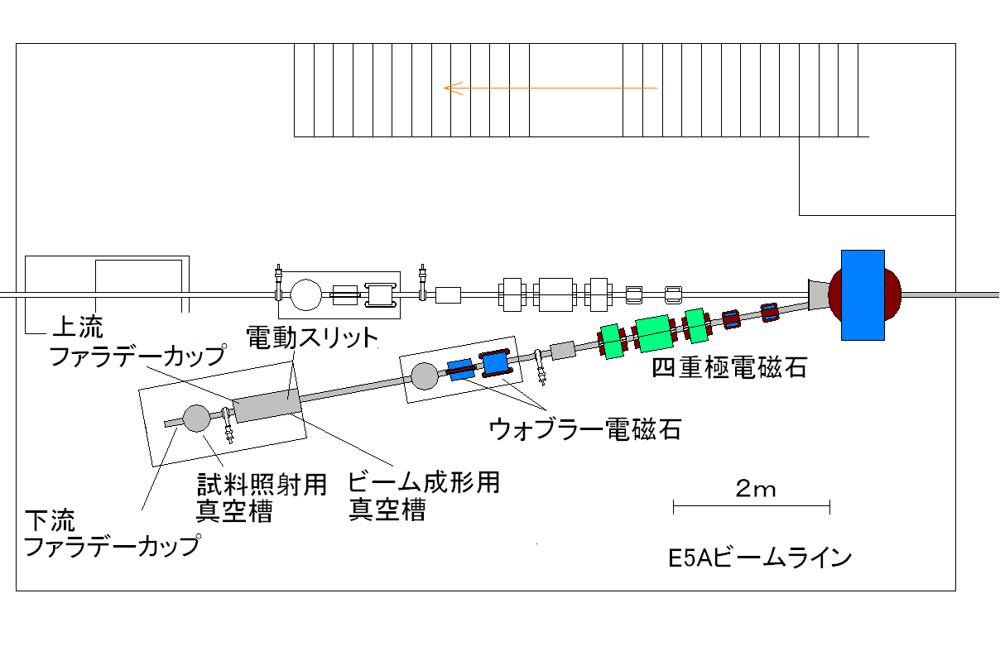 上流
ファラデーカップ
電動スリット
四重極電磁石
ウォブラー電磁石
試料照射用
真空槽
ビーム成形用
真空槽
下流
ファラデーカップ
2m
E5Aビームライン